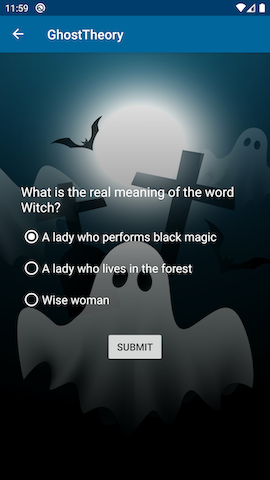 11:59
GhostTheory
What is the real meaning of the word
Witch?
A lady who performs black magic
A lady who lives in the forest
Wise woman
SUBMIT